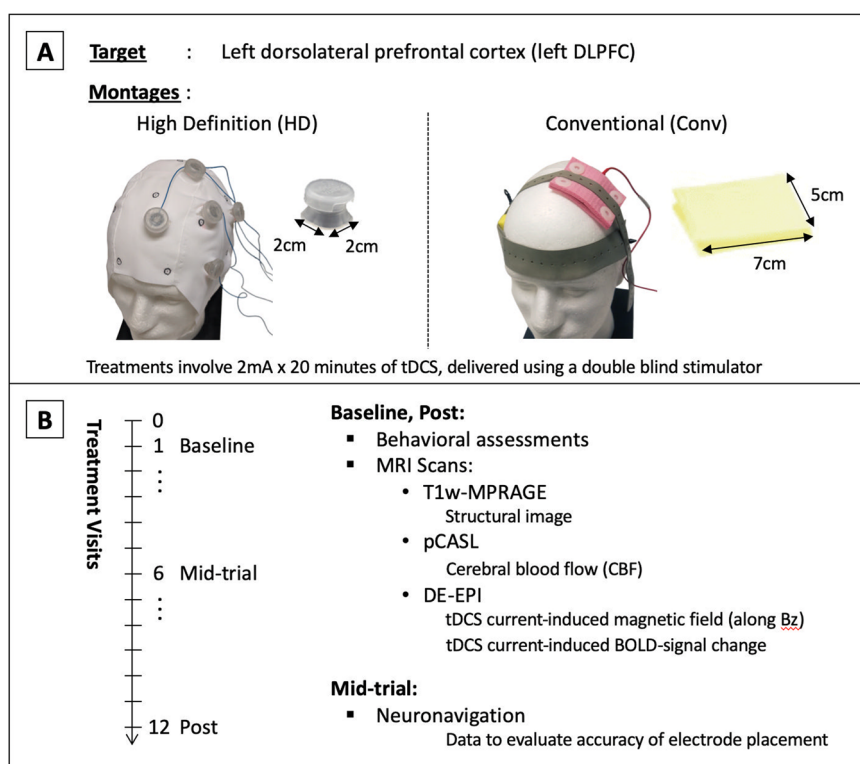 A
Target : Left dorsolateral prefrontal cortex (left DLPFC)
Montages :
High Definition (HD)
Conventional (Conv)
2cm 2cm
5cm
7cm
Treatments involve 2mA x 20 minutes of tDCS, delivered using a double blind stimulator
B
Treatment Visits
0
1 Baseline
6 Mid-trial
12 Post
Baseline, Post:
▪ Behavioral assessments
▪ MRI Scans:
• T1w-MPRAGE
Structural image
• pCASL
Cerebral blood flow (CBF)
• DE-EPI
tDCS current-induced magnetic field (along Bz)
tDCS current-induced BOLD-signal change
Mid-trial:
▪ Neuronavigation
Data to evaluate accuracy of electrode placement